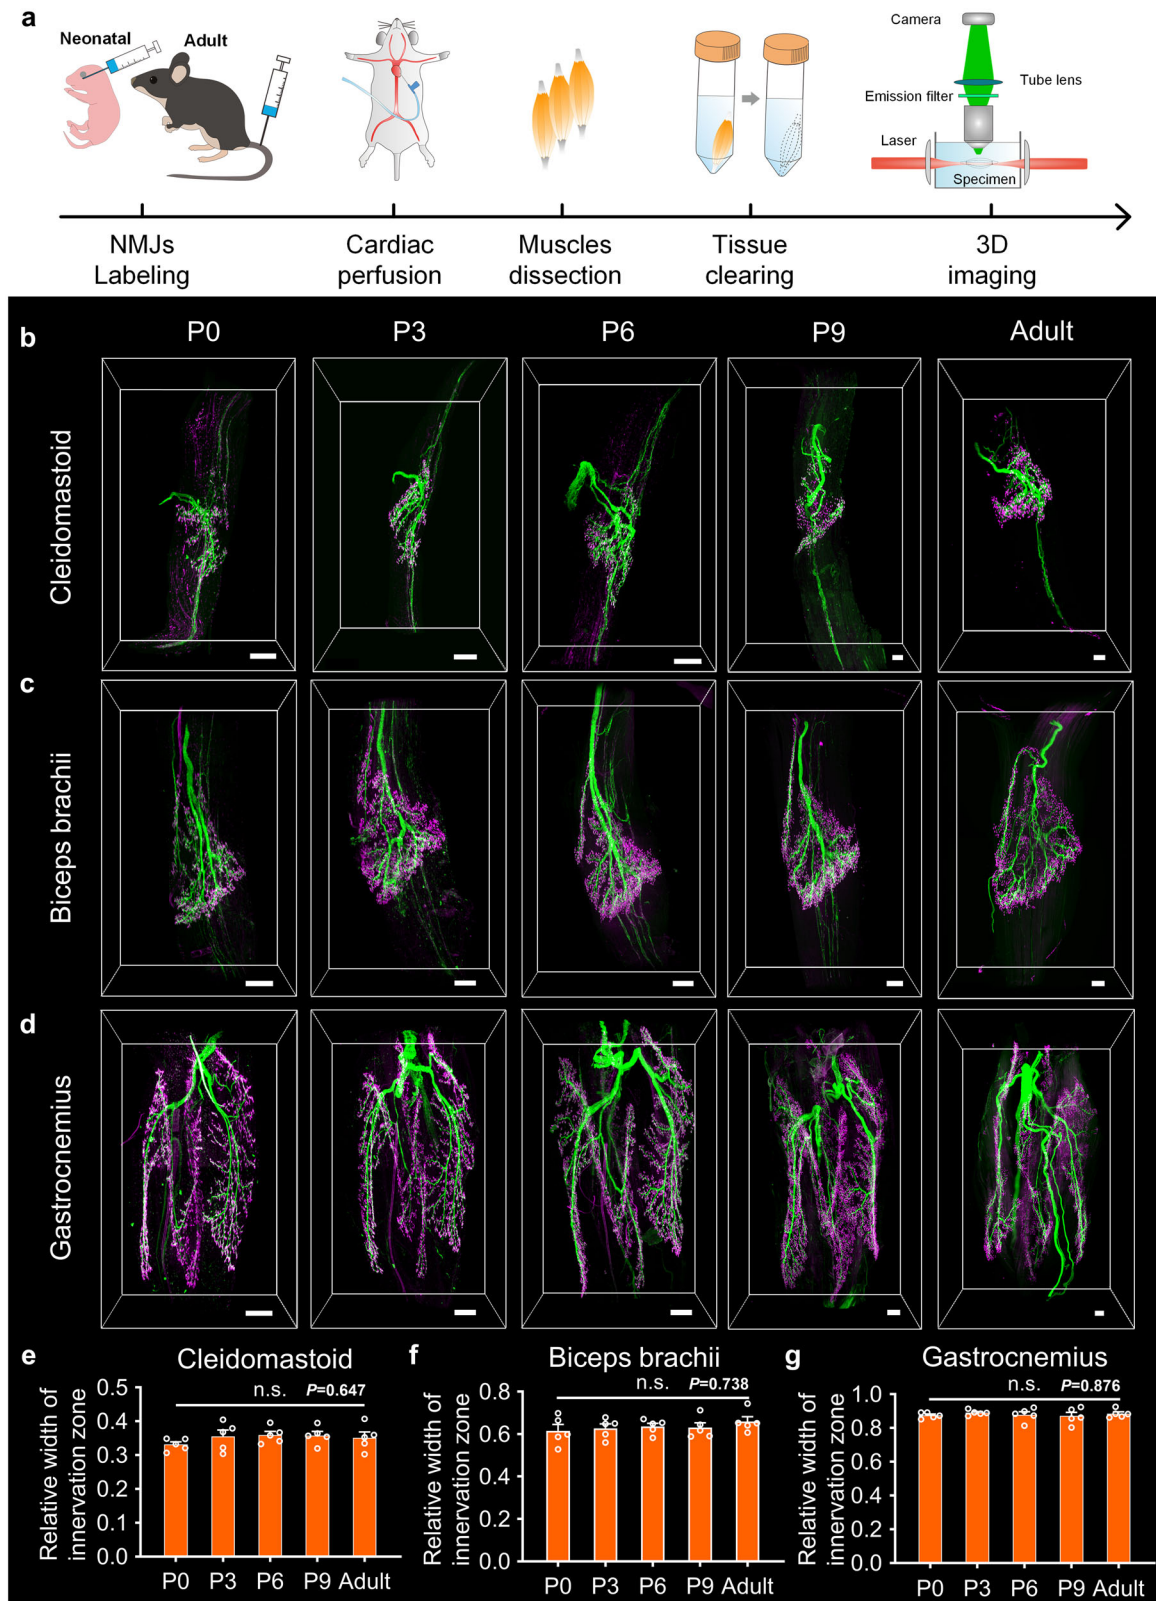 a
Neonatal
Adult
Camera
Tube lens
Emission filter
Laser
Specimen
NMJs
Labeling
Cardiac
perfusion
Muscles
dissection
Tissue
clearing
3D
imaging
b
P0
P3
P6
P9
Adult
Cleidomastoid
c
Biceps brachii
d
Gastrocnemius
e
Cleidomastoid
n.s.
P=0.647
Relative width of
innervation zone
0.5
0.4
0.3
0.2
0.1
0.0
P0
P3
P6
P9
Adult
f
Biceps brachii
n.s.
P=0.738
Relative width of
innervation zone
0.8
0.6
0.4
0.2
0.0
P0
P3
P6
P9
Adult
g
Gastrocnemius
n.s.
P=0.876
Relative width of
innervation zone
1.0
0.8
0.6
0.4
0.2
0.0
P0
P3
P6
P9
Adult